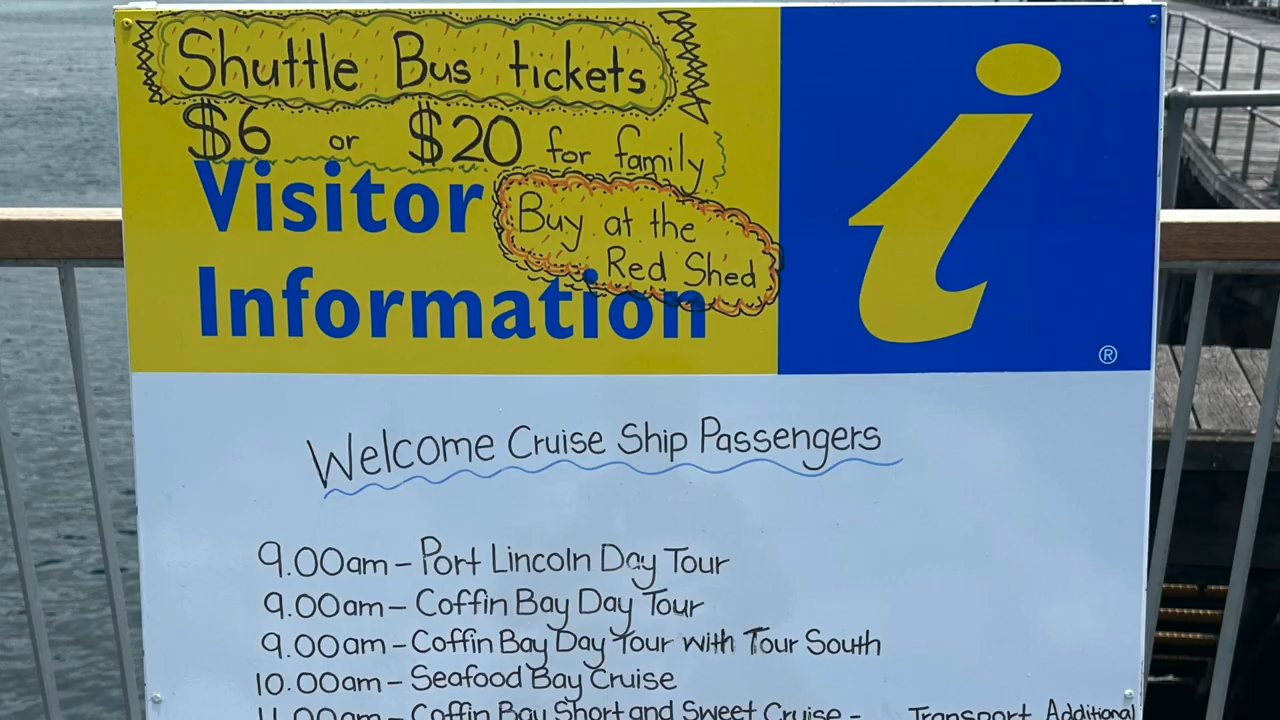 Shuttle Bus tickets
$6 or $20 for family
Visitor
Buy at the
Red Shed
Information
i
®
Welcome Cruise Ship Passengers
9.00am - Port Lincoln Day Tour
9.00am - Coffin Bay Day Tour
9.00am - Coffin Bay Day Tour with Tour South
10.00am - Seafood Bay Cruise
11.00am - Coffin Bay Short and Sweet Cruise - Transport Additional